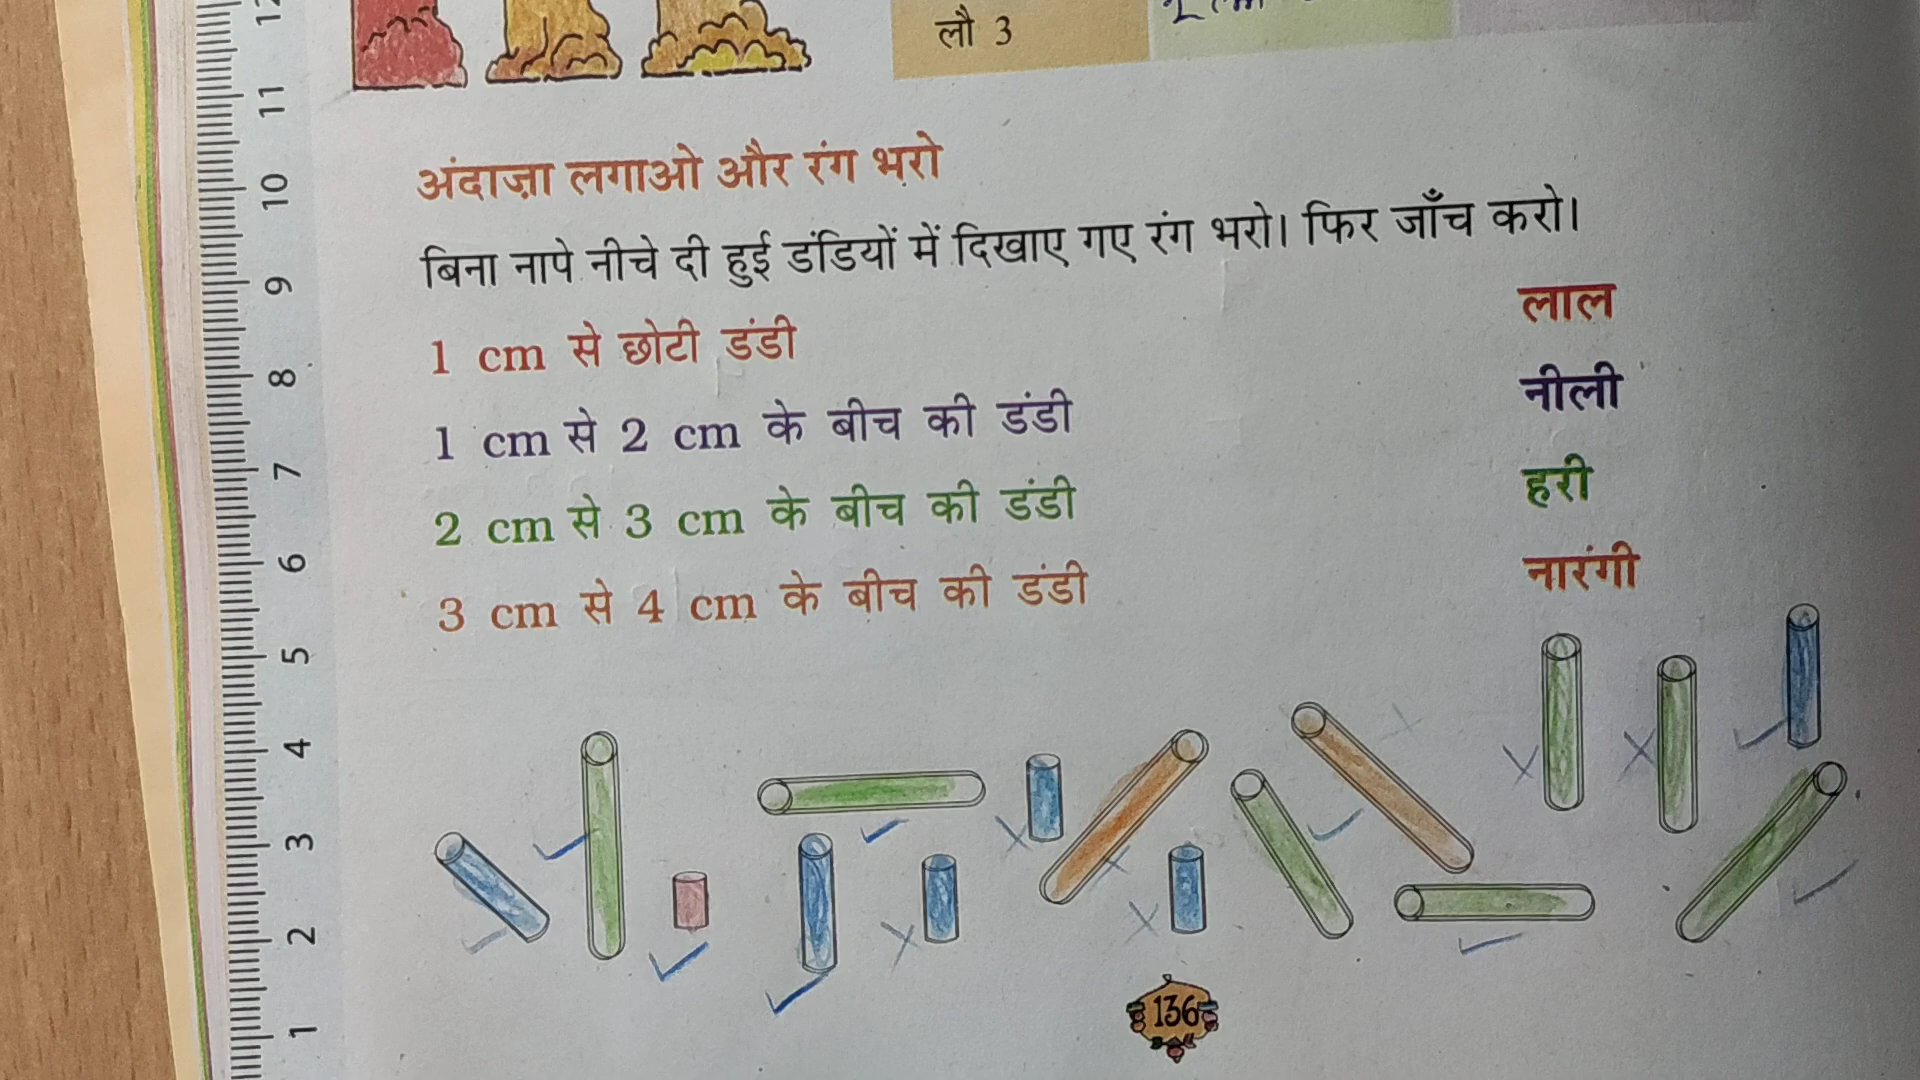 12
11
10
9
8
7
6
5
4
3
2
1
लौ 3
अंदाज़ा लगाओ और रंग भरो
बिना नापे नीचे दी हुई डंडियों में दिखाए गए रंग भरो। फिर जाँच करो।
1 cm से छोटी डंडी लाल
1 cm से 2 cm के बीच की डंडी नीली
2 cm से 3 cm के बीच की डंडी हरी
3 cm से 4 cm के बीच की डंडी नारंगी
136